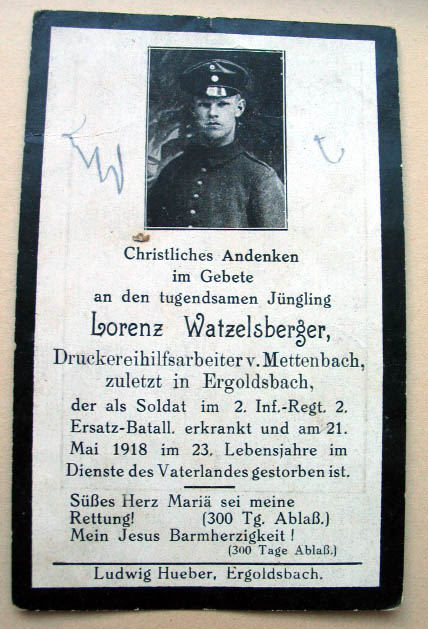 Christliches Andenken
im Gebete
an den tugendsamen Jüngling
Lorenz Watzelsberger,
Druckereihilfsarbeiter v. Mettenbach,
zuletzt in Ergoldsbach,
der als Soldat im 2. Inf.-Regt. 2.
Ersatz-Batall. erkrankt und am 21.
Mai 1918 im 23. Lebensjahre im
Dienste des Vaterlandes gestorben ist.
Süßes Herz Mariä sei meine
Rettung! (300 Tg. Ablaß.)
Mein Jesus Barmherzigkeit!
(300 Tage Ablaß.)
Ludwig Hueber, Ergoldsbach.